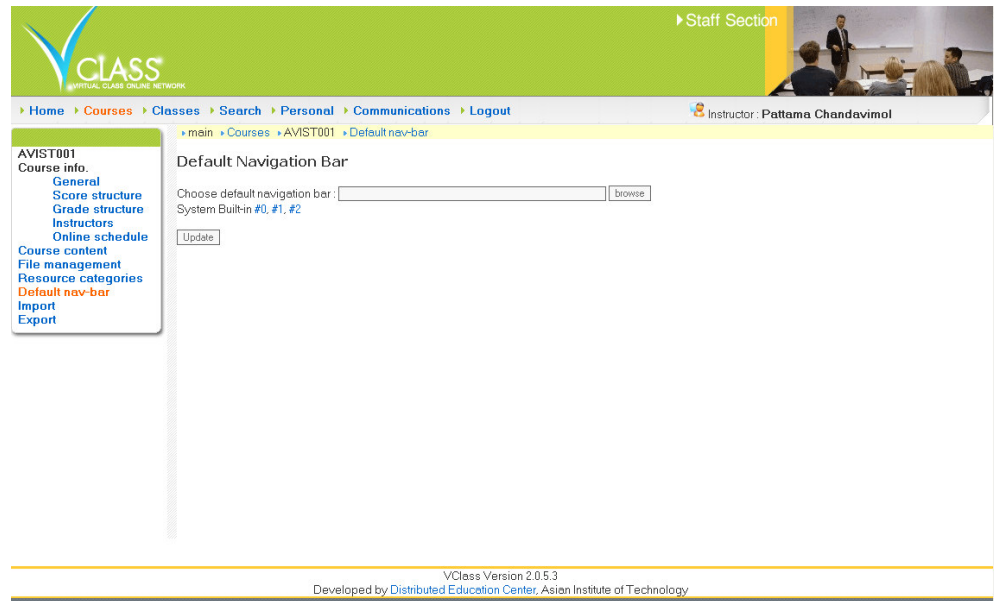 Staff Section
VCLASS
VIRTUAL CLASS ONLINE NETWORK
Home Courses Classes Search Personal Communications Logout
Instructor : Pattama Chandavimol
main Courses AVIST001 Default nav-bar
AVIST001
Course info.
General
Score structure
Grade structure
Instructors
Online schedule
Course content
File management
Resource categories
Default nav-bar
Import
Export
Default Navigation Bar
Choose default navigation bar : browse
System Built-in #0, #1, #2
Update
VClass Version 2.0.5.3
Developed by Distributed Education Center, Asian Institute of Technology